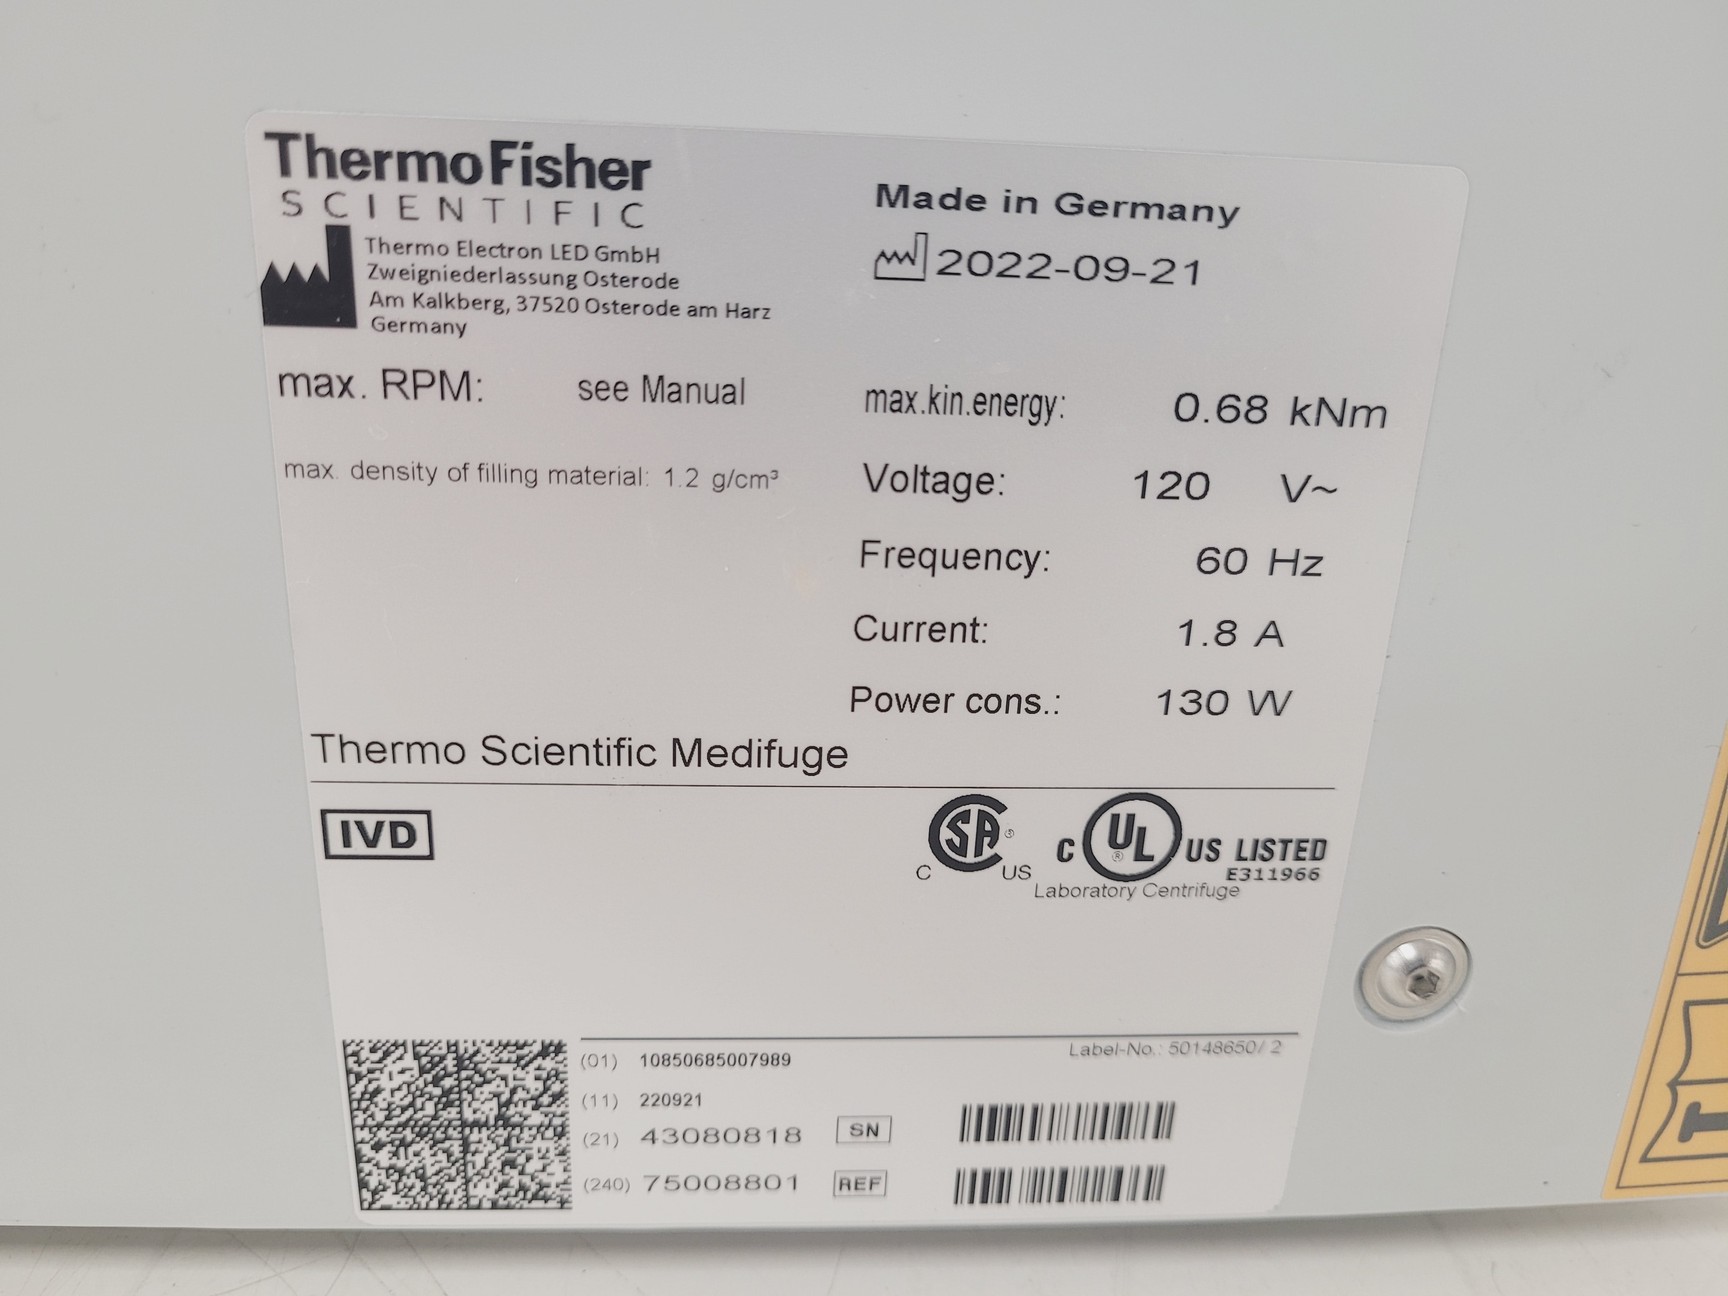 ThermoFisher
SCIENTIFIC
Thermo Electron LED GmbH
Zweigniederlassung Osterode
Am Kalkberg, 37520 Osterode am Harz
Germany
Made in Germany
2022-09-21
max. RPM: see Manual
max. density of filling material: 1.2 g/cm³
max.kin.energy: 0.68 kNm
Voltage: 120 V~
Frequency: 60 Hz
Current: 1.8 A
Power cons.: 130 W
Thermo Scientific Medifuge
IVD
C SA ® US
C UL ® US LISTED
E311966
Laboratory Centrifuge
Label-No.: 50148650/ 2
(01) 10850685007989
(11) 220921
(21) 43080818 SN
(240) 75008801 REF